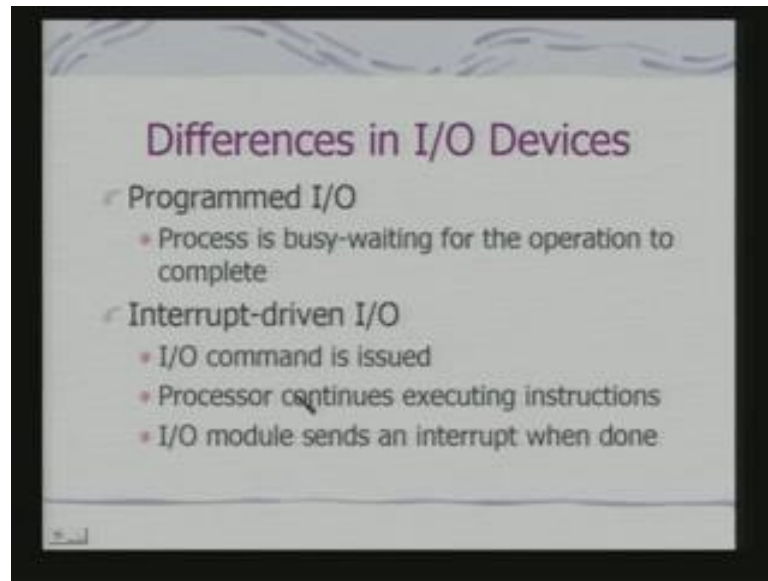 Differences in I/O Devices
Programmed I/O
Process is busy-waiting for the operation to
complete
Interrupt-driven I/O
I/O command is issued
Processor continues executing instructions
I/O module sends an interrupt when done